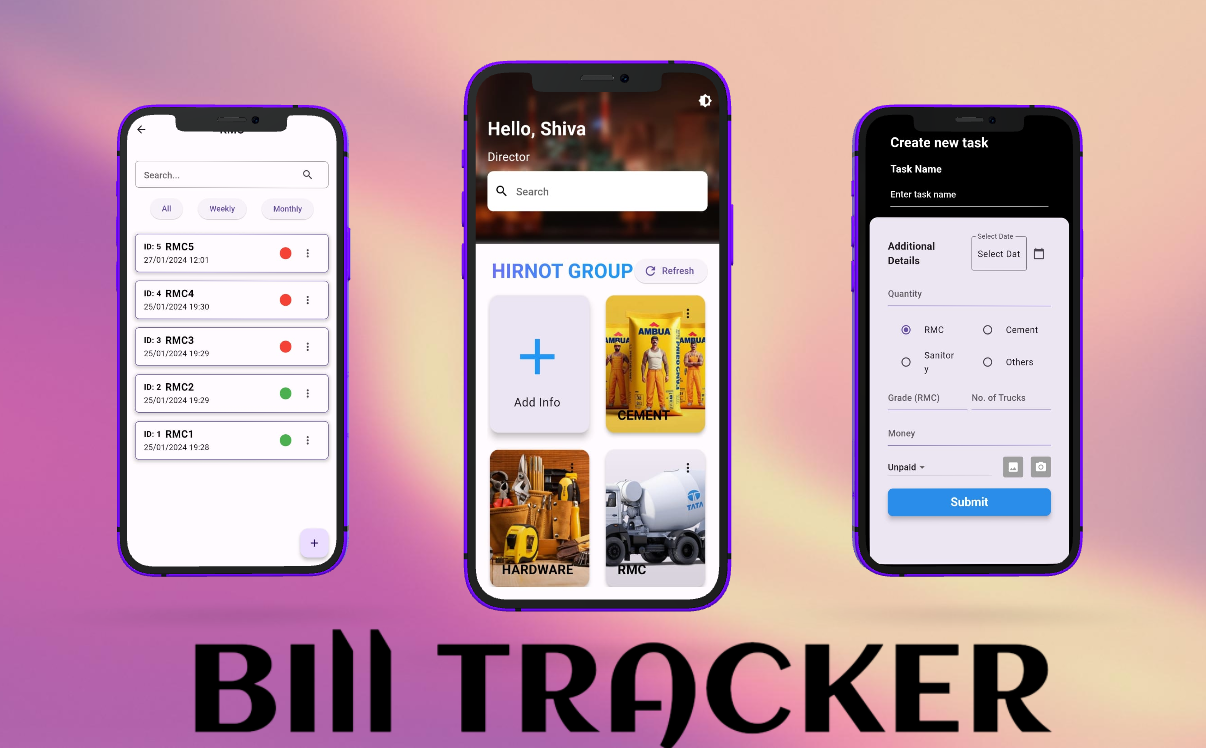 RMC
Search...
All Weekly Monthly
ID: 5 RMC5
27/01/2024 12:01
ID: 4 RMC4
25/01/2024 19:30
ID: 3 RMC3
25/01/2024 19:29
ID: 2 RMC2
25/01/2024 19:29
ID: 1 RMC1
25/01/2024 19:28
Hello, Shiva
Director
Search
HIRNOT GROUP Refresh
Add Info
AMBUA
AMBUA
AMBUA
CEMENT
HARDWARE
TATA
RMC
Create new task
Task Name
Enter task name
Additional
Details
Select Date
Select Dat
Quantity
RMC Cement
Sanitor
y
Others
Grade (RMC) No. of Trucks
Money
Unpaid
Submit
Bill TRACKER